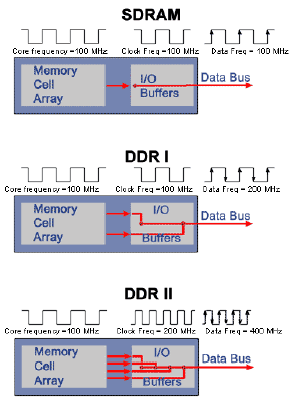 SDRAM
Core frequency =100 MHz Clock Freq =100 MHz Data Freq = 100 MHz
Memory I/O Data Bus
Cell
Array Buffers
DDR I
Core frequency =100 MHz Clock Freq =100 MHz Data Freq = 200 MHz
Memory I/O Data Bus
Cell
Array Buffers
DDR II
Core frequency =100 MHz Clock Freq = 200 MHz Data Freq =400 MHz
Memory I/O Data Bus
Cell
Array Buffers